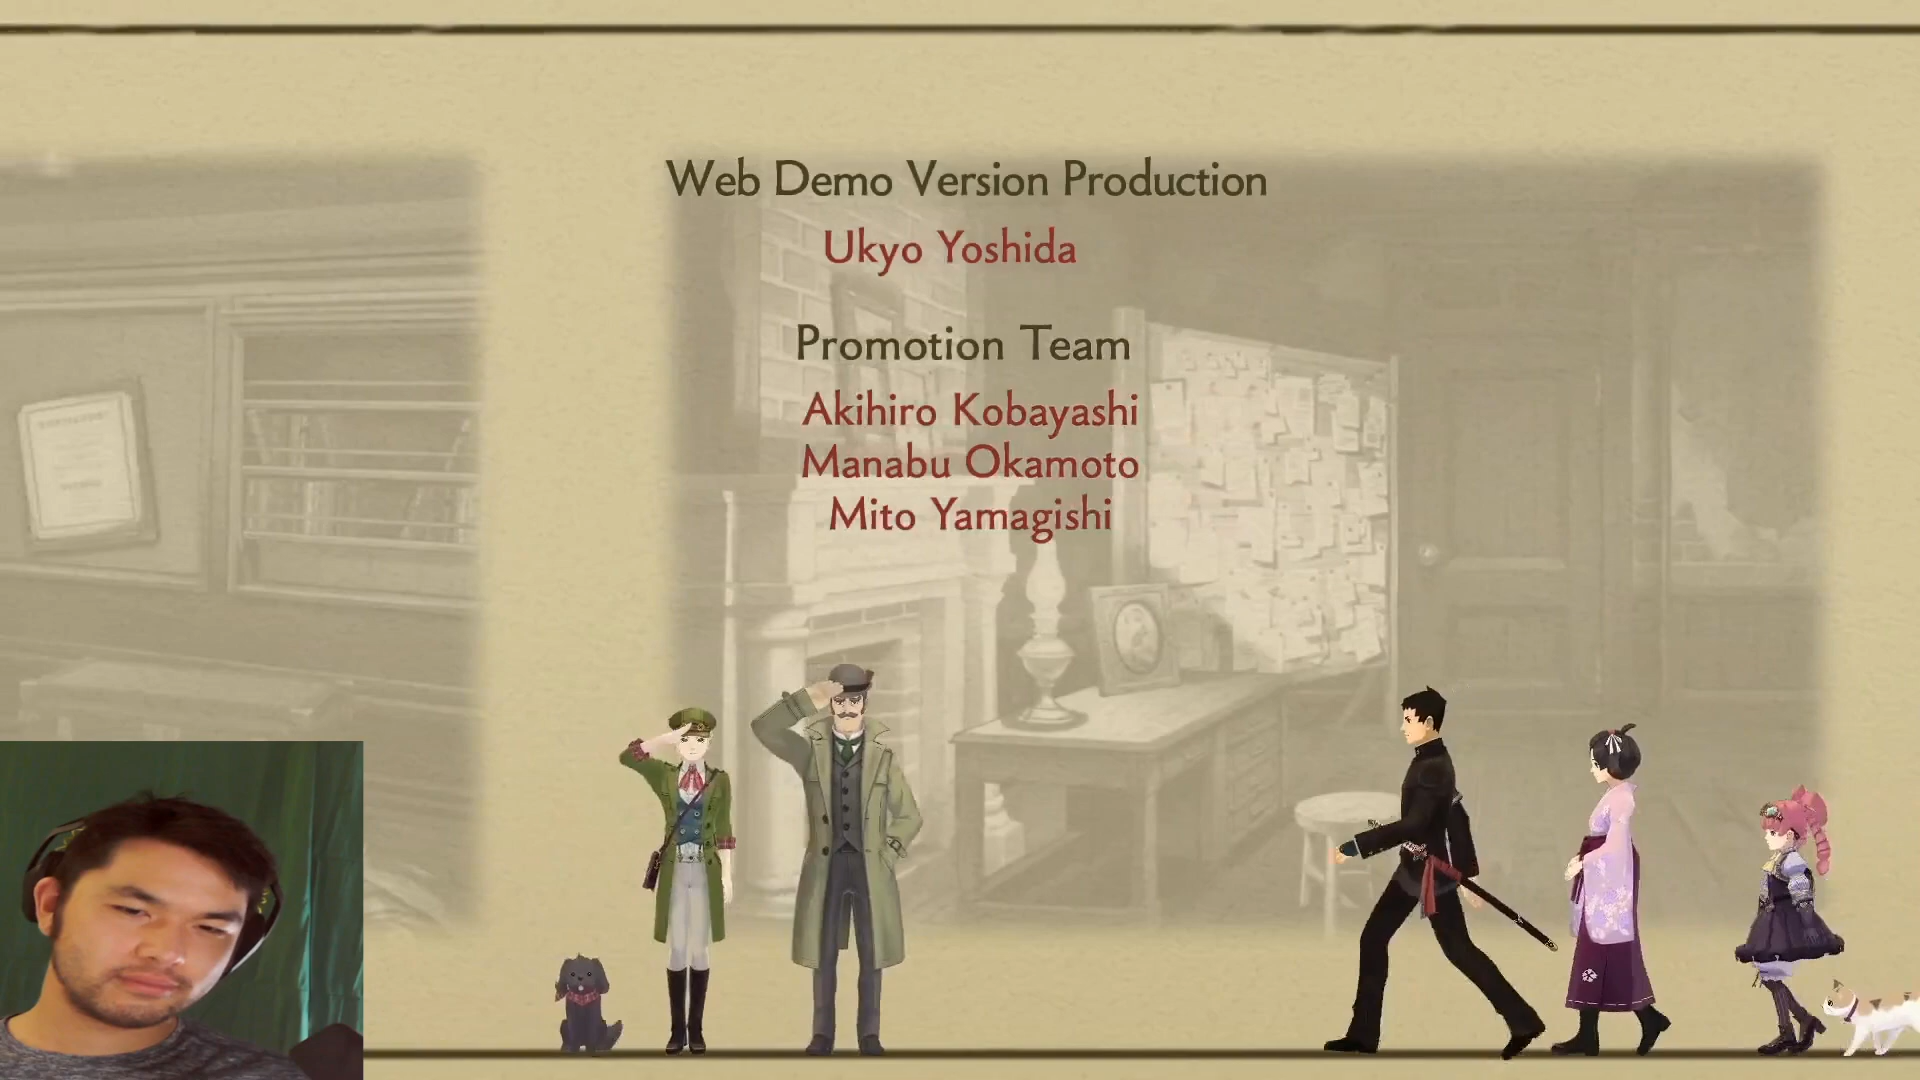 Web Demo Version Production
Ukyo Yoshida
Promotion Team
Akihiro Kobayashi
Manabu Okamoto
Mito Yamagishi